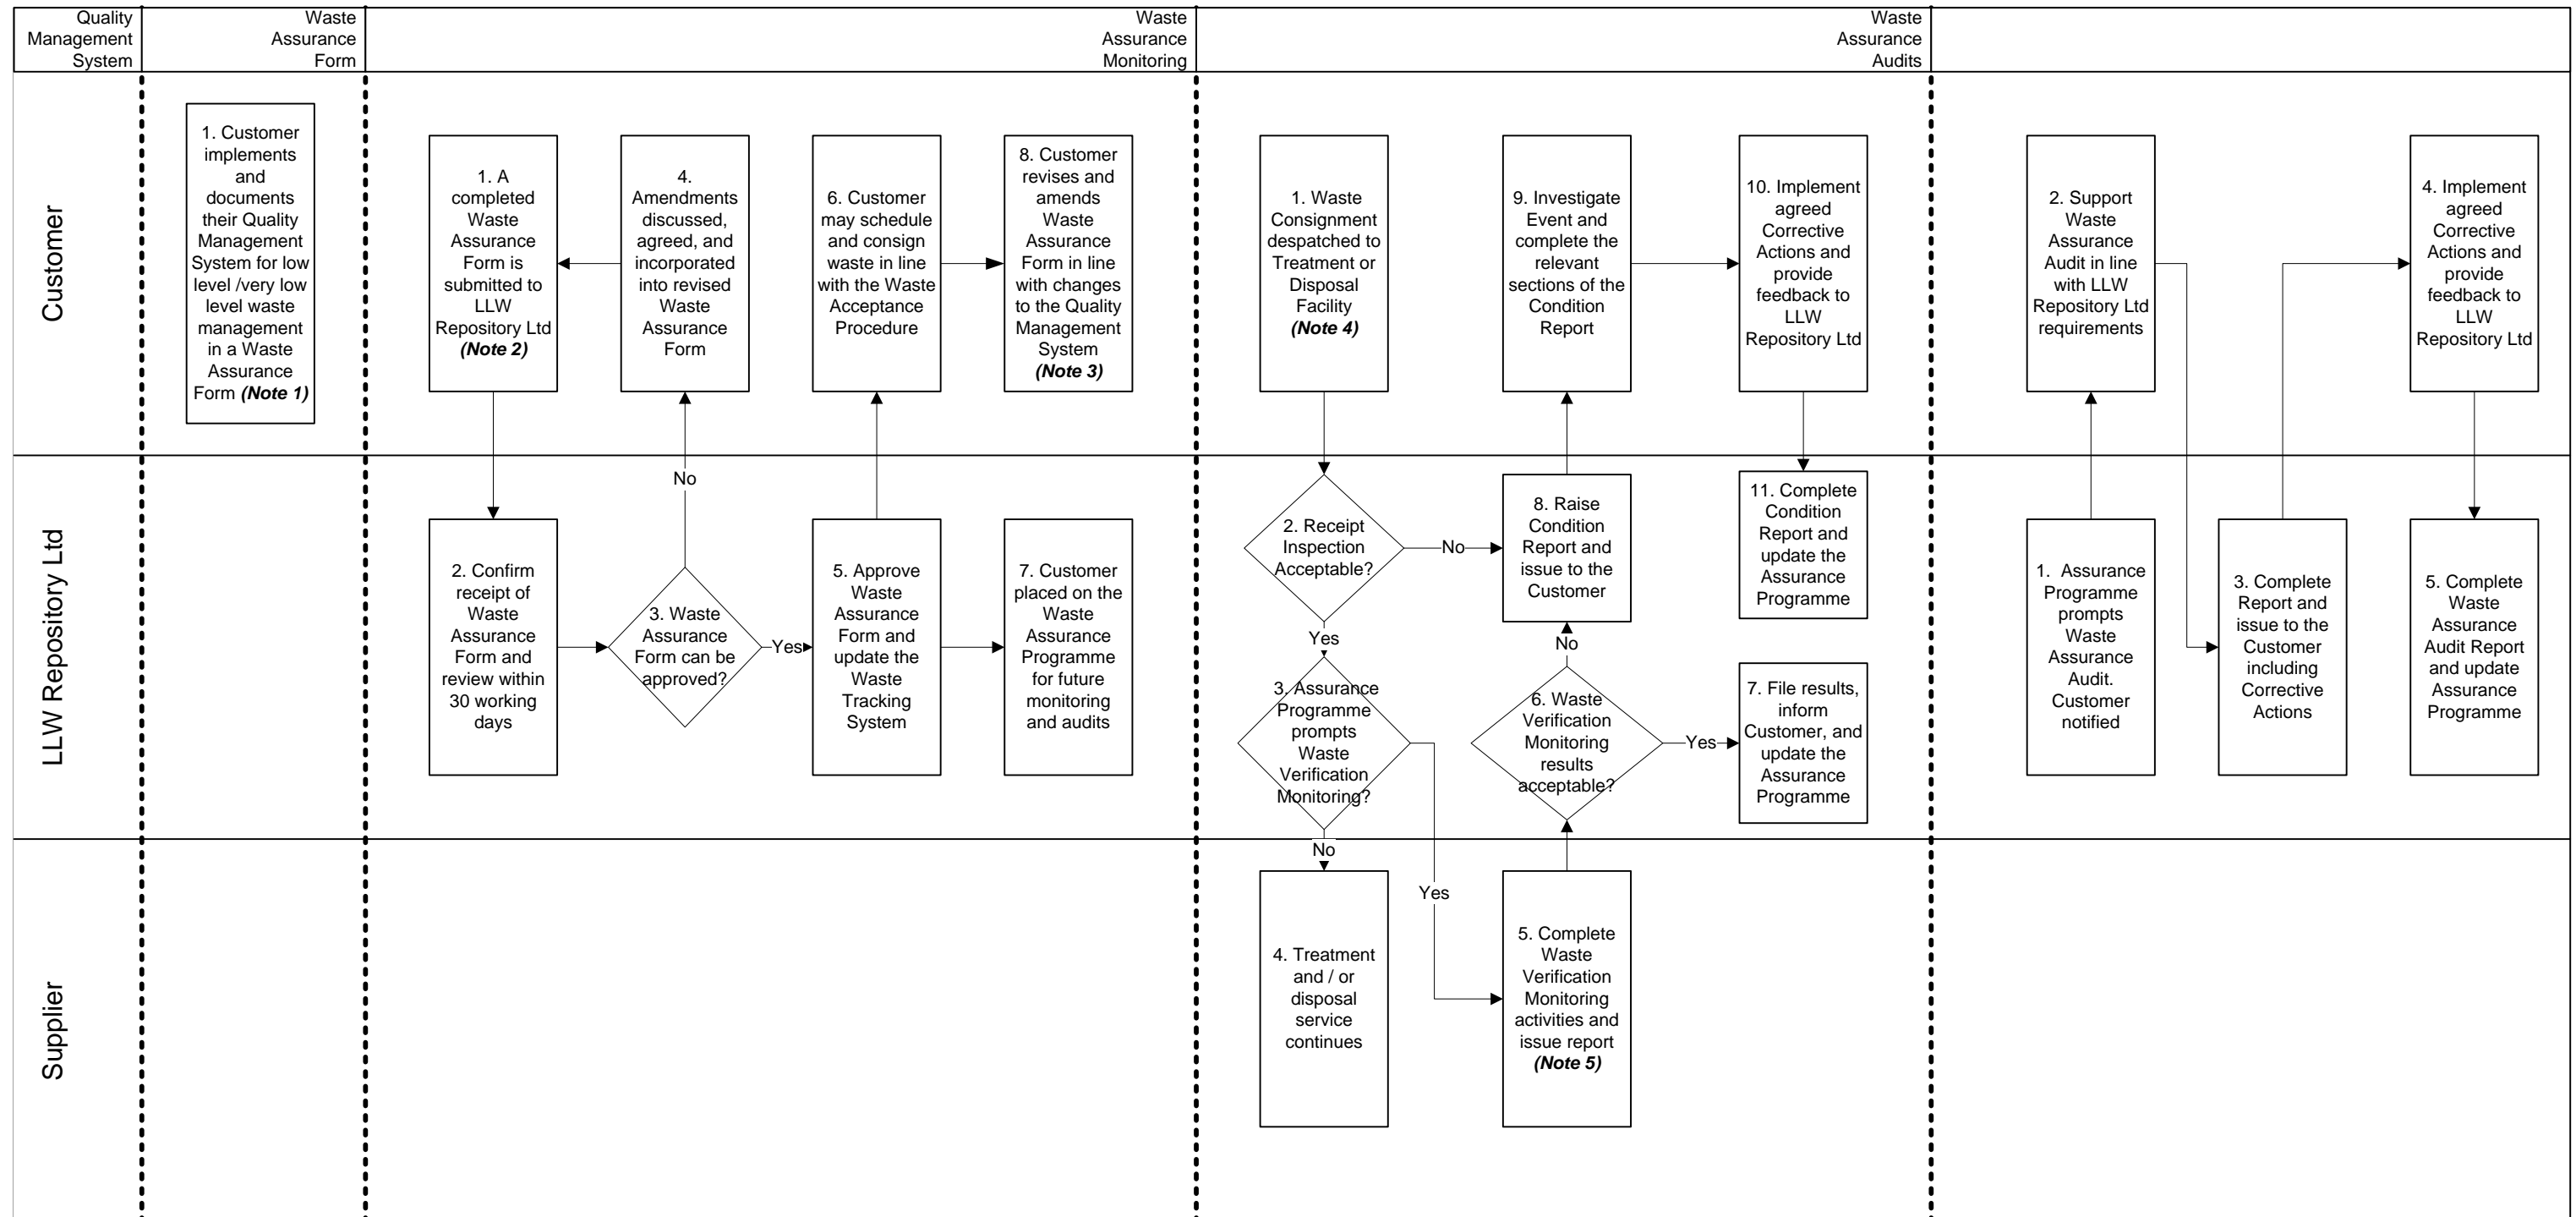 Quality
Management
System
Waste
Assurance
Form
Waste
Assurance
Monitoring
Waste
Assurance
Audits
Customer
1. Customer
implements
and
documents
their Quality
Management
System for low
level /very low
level waste
management
in a Waste
Assurance
Form (Note 1)
1. A
completed
Waste
Assurance
Form is
submitted to
LLW
Repository Ltd
(Note 2)
4.
Amendments
discussed,
agreed, and
incorporated
into revised
Waste
Assurance
Form
6. Customer
may schedule
and consign
waste in line
with the Waste
Acceptance
Procedure
8. Customer
revises and
amends
Waste
Assurance
Form in line
with changes
to the Quality
Management
System
(Note 3)
1. Waste
Consignment
despatched to
Treatment or
Disposal
Facility
(Note 4)
9. Investigate
Event and
complete the
relevant
sections of the
Condition
Report
10. Implement
agreed
Corrective
Actions and
provide
feedback to
LLW
Repository Ltd
2. Support
Waste
Assurance
Audit in line
with LLW
Repository Ltd
requirements
4. Implement
agreed
Corrective
Actions and
provide
feedback to
LLW
Repository Ltd
LLW Repository Ltd
2. Confirm
receipt of
Waste
Assurance
Form and
review within
30 working
days
No
3. Waste
Assurance
Form can be
approved?
Yes
5. Approve
Waste
Assurance
Form and
update the
Waste
Tracking
System
7. Customer
placed on the
Waste
Assurance
Programme
for future
monitoring
and audits
2. Receipt
Inspection
Acceptable?
No
Yes
8. Raise
Condition
Report and
issue to the
Customer
11. Complete
Condition
Report and
update the
Assurance
Programme
3. Assurance
Programme
prompts
Waste
Verification
Monitoring?
No
Yes
No
6. Waste
Verification
Monitoring
results
acceptable?
Yes
7. File results,
inform
Customer, and
update the
Assurance
Programme
1. Assurance
Programme
prompts
Waste
Assurance
Audit.
Customer
notified
3. Complete
Report and
issue to the
Customer
including
Corrective
Actions
5. Complete
Waste
Assurance
Audit Report
and update
Assurance
Programme
Supplier
4. Treatment
and / or
disposal
service
continues
5. Complete
Waste
Verification
Monitoring
activities and
issue report
(Note 5)